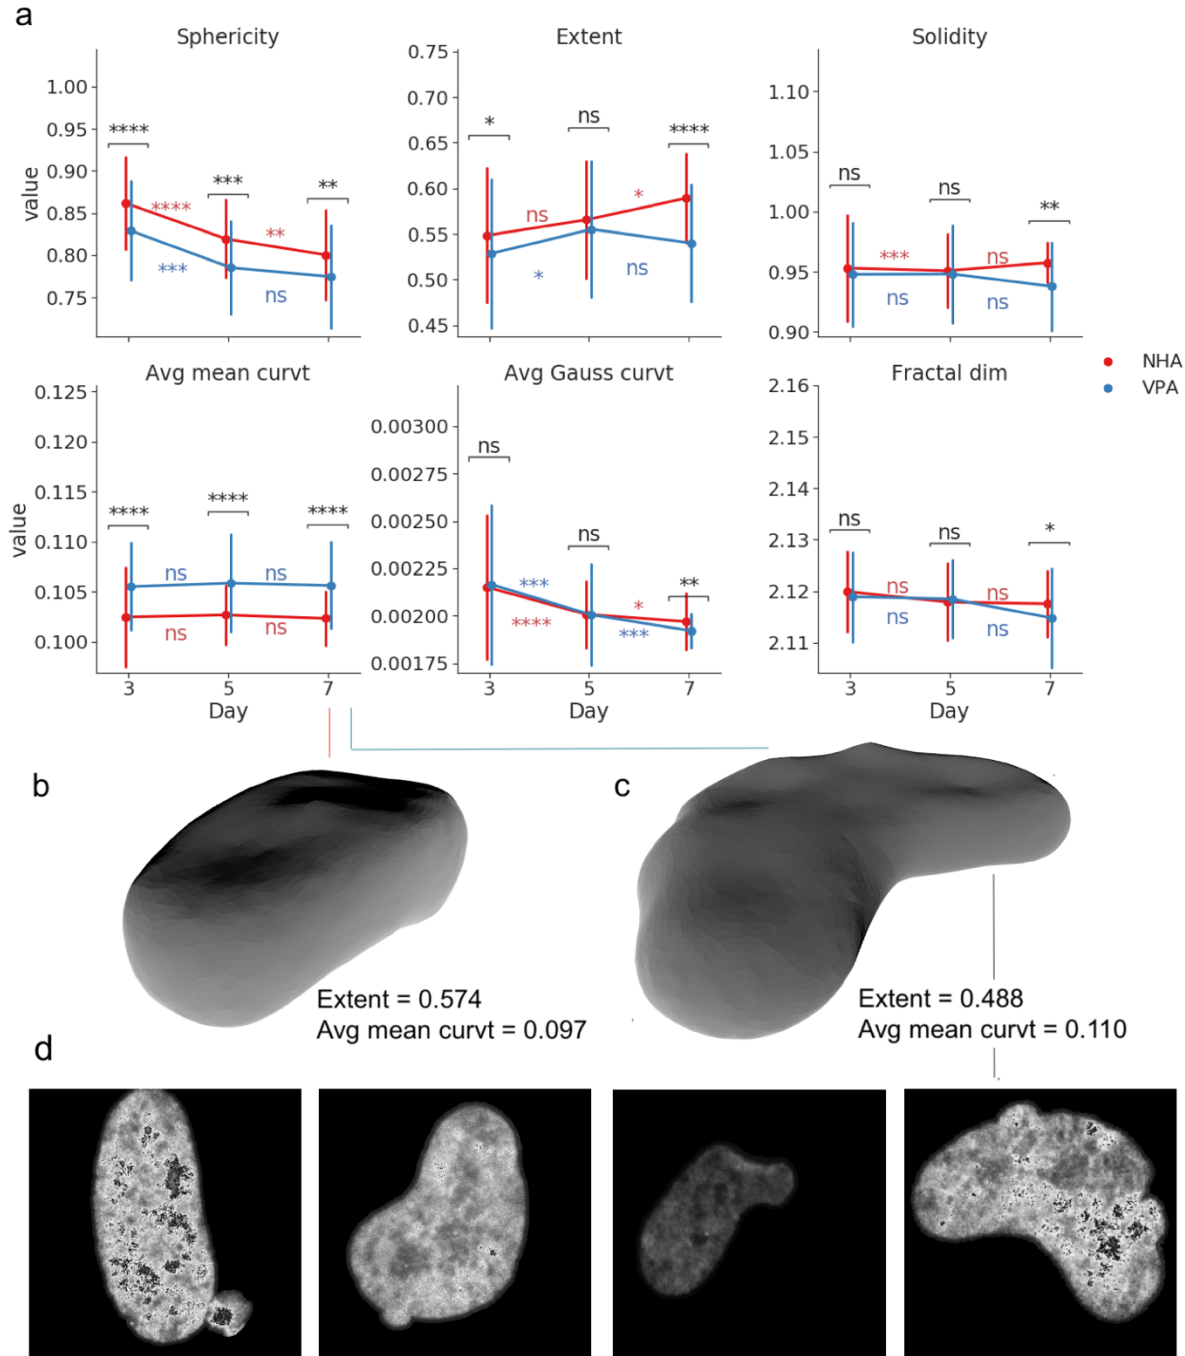 a
Sphericity
Extent
Solidity
value
1.00
0.95
0.90
0.85
0.80
0.75
****
***
**
****
**
***
ns
0.75
0.70
0.65
0.60
0.55
0.50
0.45
*
ns
****
ns
*
*
ns
1.10
1.05
1.00
0.95
0.90
ns
ns
**
***
ns
ns
ns
NHA
VPA
Avg mean curvt
Avg Gauss curvt
Fractal dim
value
0.125
0.120
0.115
0.110
0.105
0.100
****
****
****
ns
ns
ns
ns
3
5
7
Day
0.00300
0.00275
0.00250
0.00225
0.00200
0.00175
ns
ns
**
***
*
****
***
3
5
7
Day
2.16
2.15
2.14
2.13
2.12
2.11
ns
ns
*
ns
ns
ns
ns
3
5
7
Day
b
Extent = 0.574
Avg mean curvt = 0.097
c
Extent = 0.488
Avg mean curvt = 0.110
d